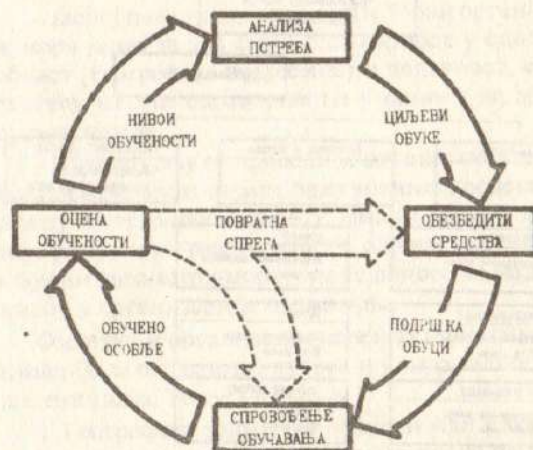 АНАЛИЗА
ПОТРЕБА
НИВОИ
ОБУЧЕНОСТИ
ЦИЉЕВИ
ОБУКЕ
ОЦЕНА
ОБУЧЕНОСТИ
ПОВРАТНА
СПРЕГА
ОБЕЗБЕДИТИ
СРЕДСТВА
ОБУЧЕНО
ОСОБЉЕ
ПОДРШКА
ОБУЦИ
СПРОВОЂЕЊЕ
ОБУЧАВАЊА